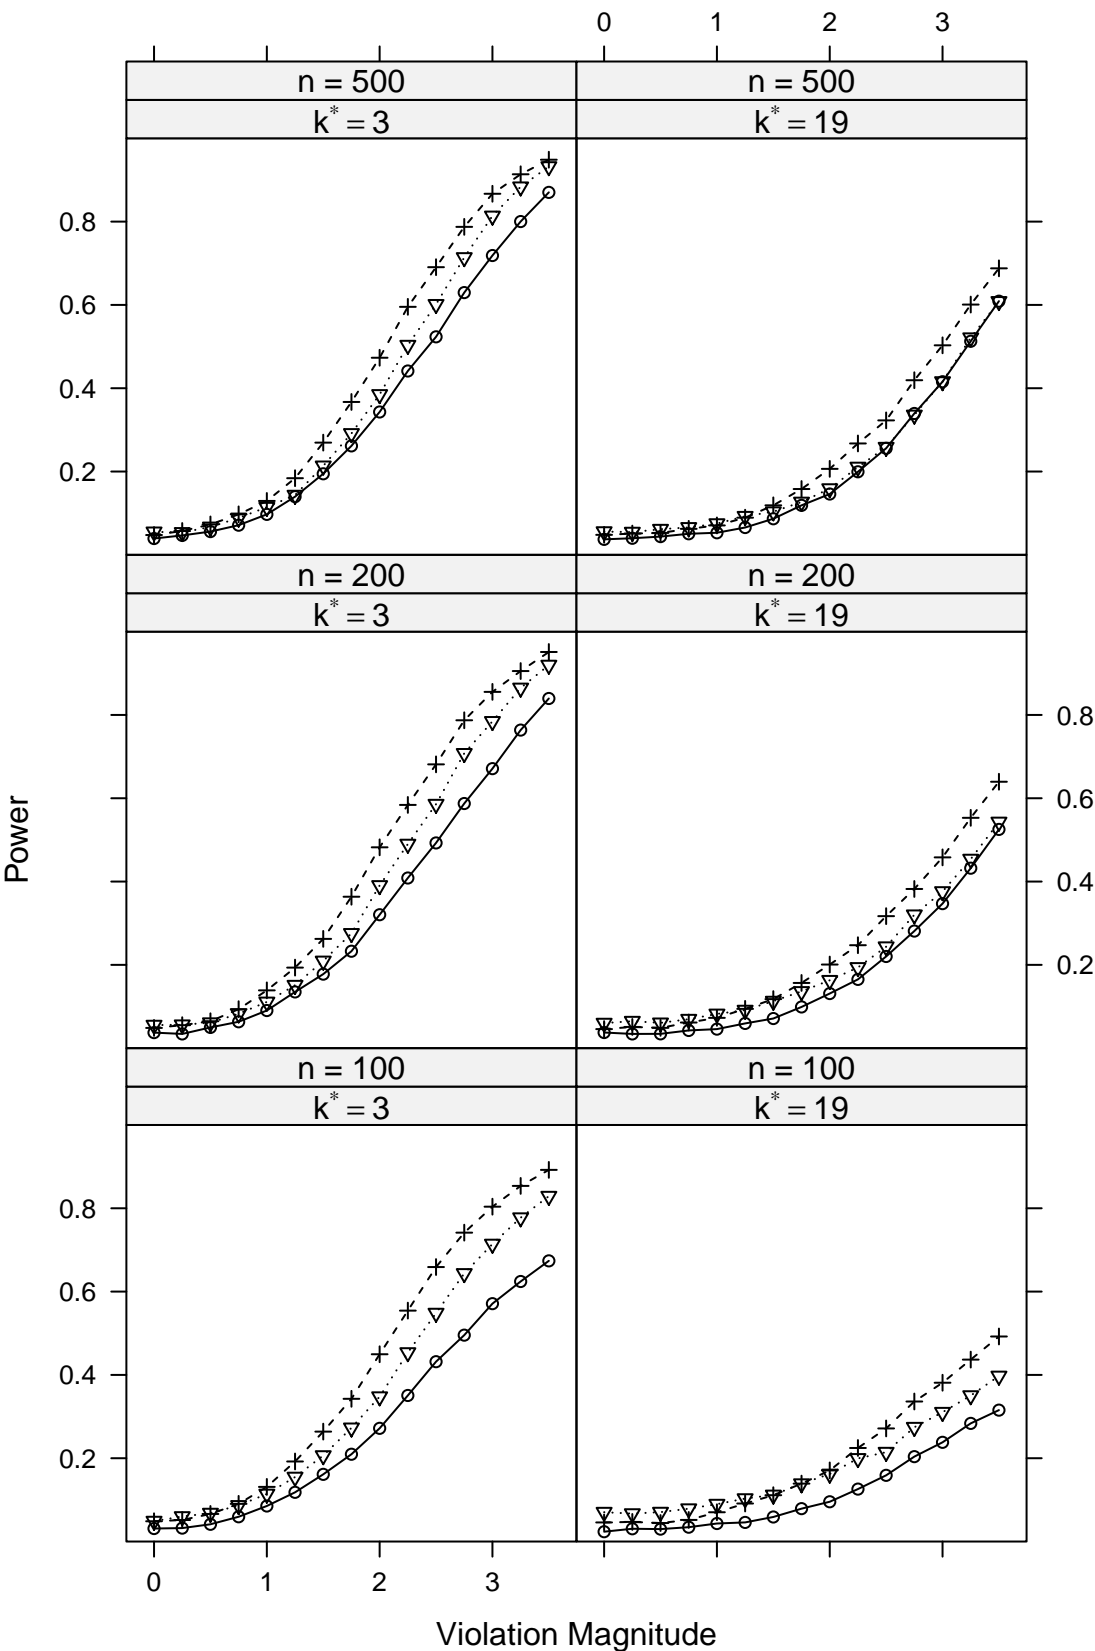 0 1 2 3
n = 500 n = 500
k* = 3 k* = 19
0.8
0.6
0.4
0.2
n = 200 n = 200
k* = 3 k* = 19
0.8
0.6
0.4
0.2
Power
n = 100 n = 100
k* = 3 k* = 19
0.8
0.6
0.4
0.2
0 1 2 3
Violation Magnitude